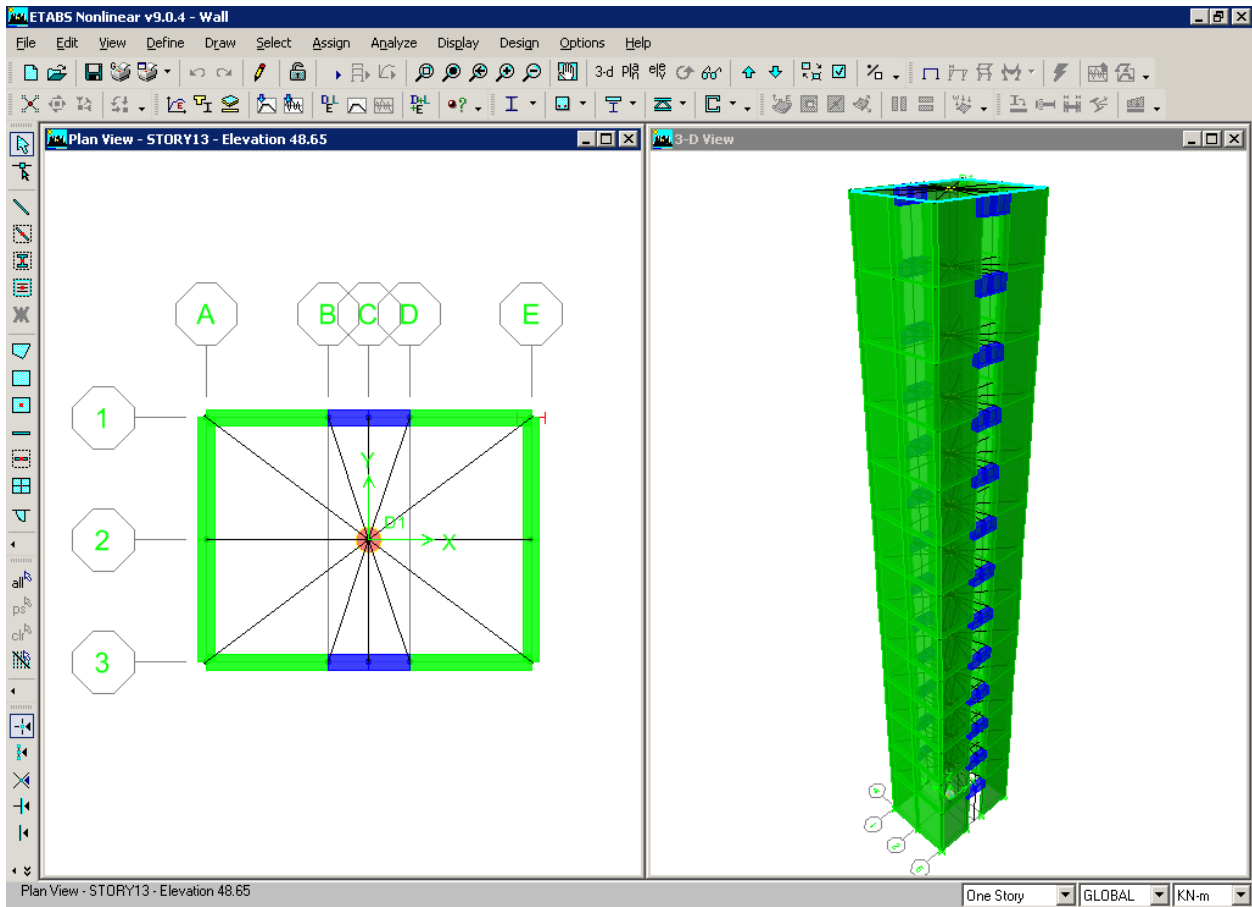 ETABS Nonlinear v9.0.4 - Wall
File Edit View Define Draw Select Assign Analyze Display Design Options Help
3-d
Plan View - STORY13 - Elevation 48.65
3-D View
A B C D E
1
Y
D1
2
X
3
all
ps
clr
Plan View - STORY13 - Elevation 48.65
One Story GLOBAL KN-m